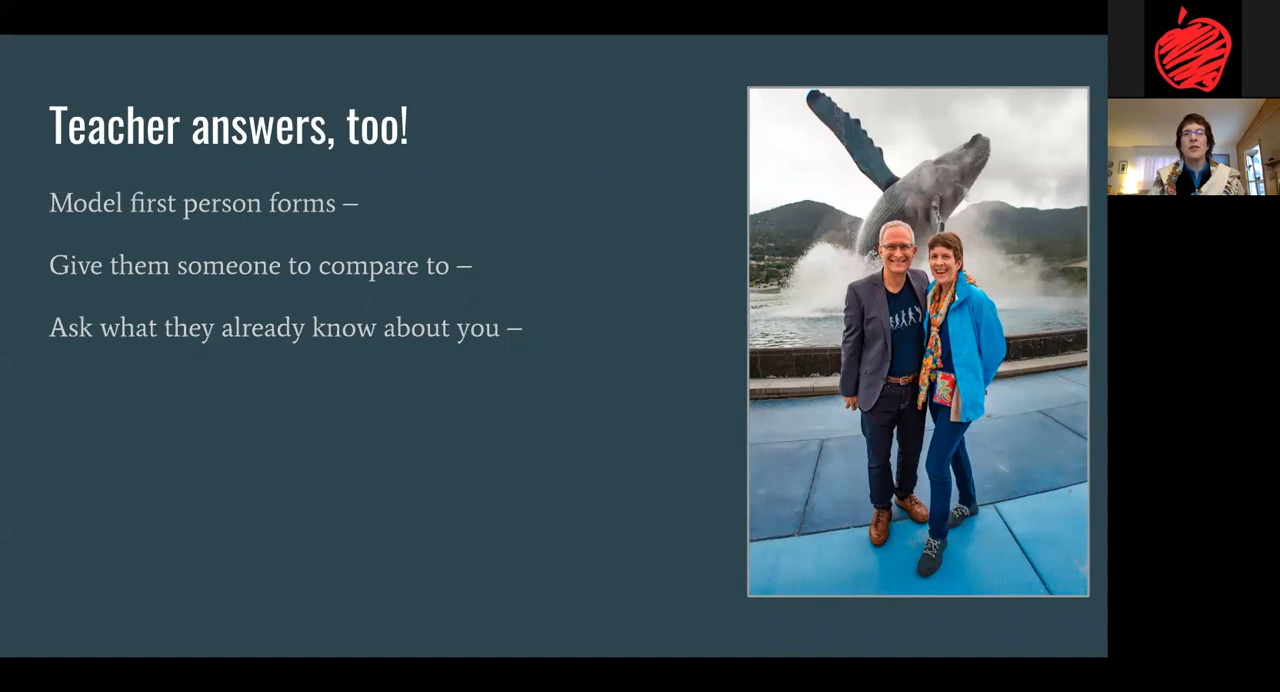 Teacher answers, too!
Model first person forms –
Give them someone to compare to –
Ask what they already know about you –